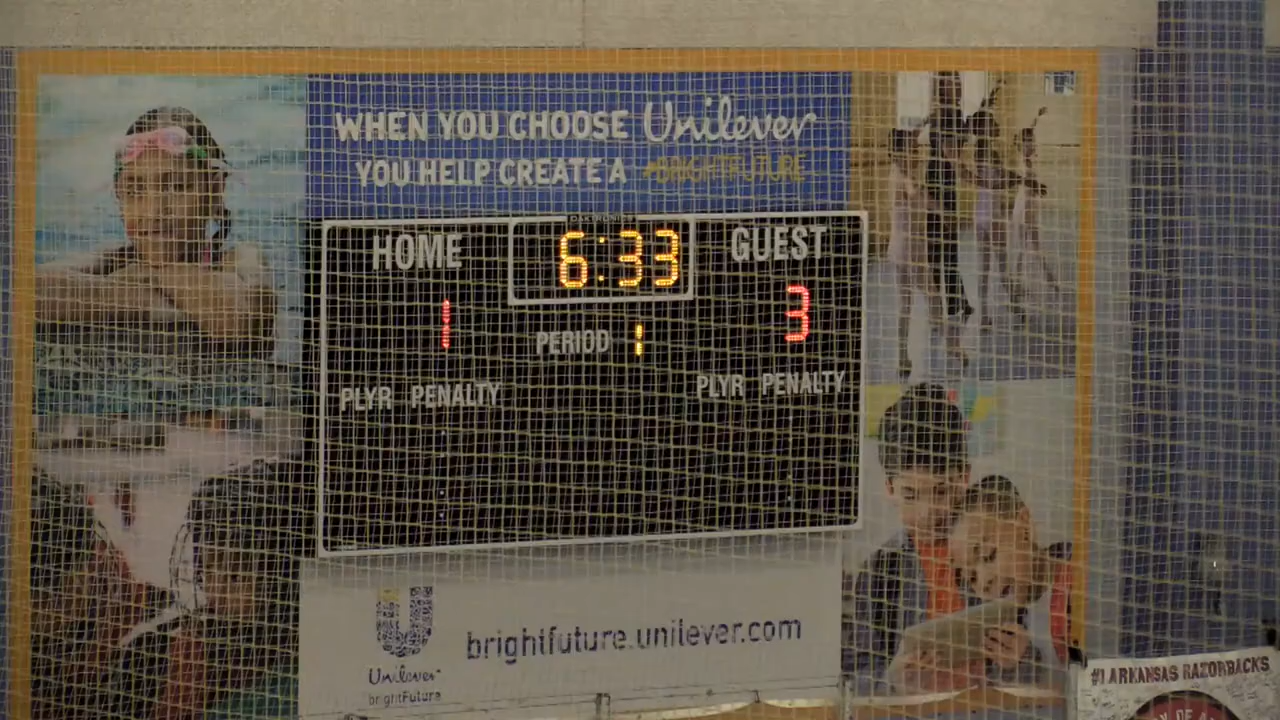 WHEN YOU CHOOSE Unilever
YOU HELP CREATE A #BRIGHTFUTURE
DAKTRONICS
HOME 6:33 GUEST
1 PERIOD 1 3
PLYR PENALTY PLYR PENALTY
Unilever
brightFuture
brightfuture.unilever.com
#1 ARKANSAS RAZORBACKS